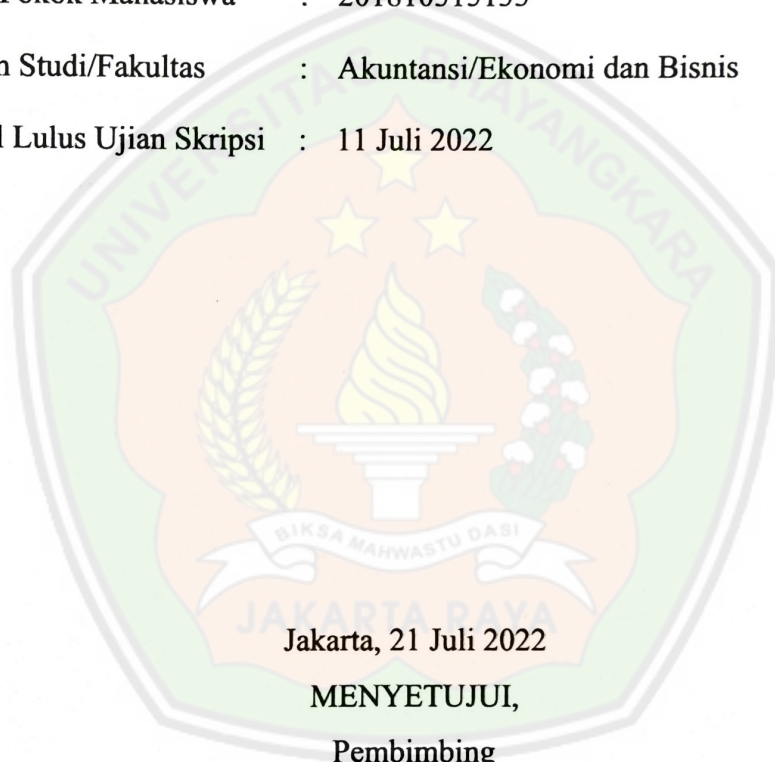 Pokok Mahasiswa :
Studi/Fakultas : Akuntansi/Ekonomi dan Bisnis
Lulus Ujian Skripsi : 11 Juli 2022
UNIVERSITAS BHAYANGKARA
BIKSA MAHWASTU DASI
JAKARTA RAYA
Jakarta, 21 Juli 2022
MENYETUJUI,
Pembimbing